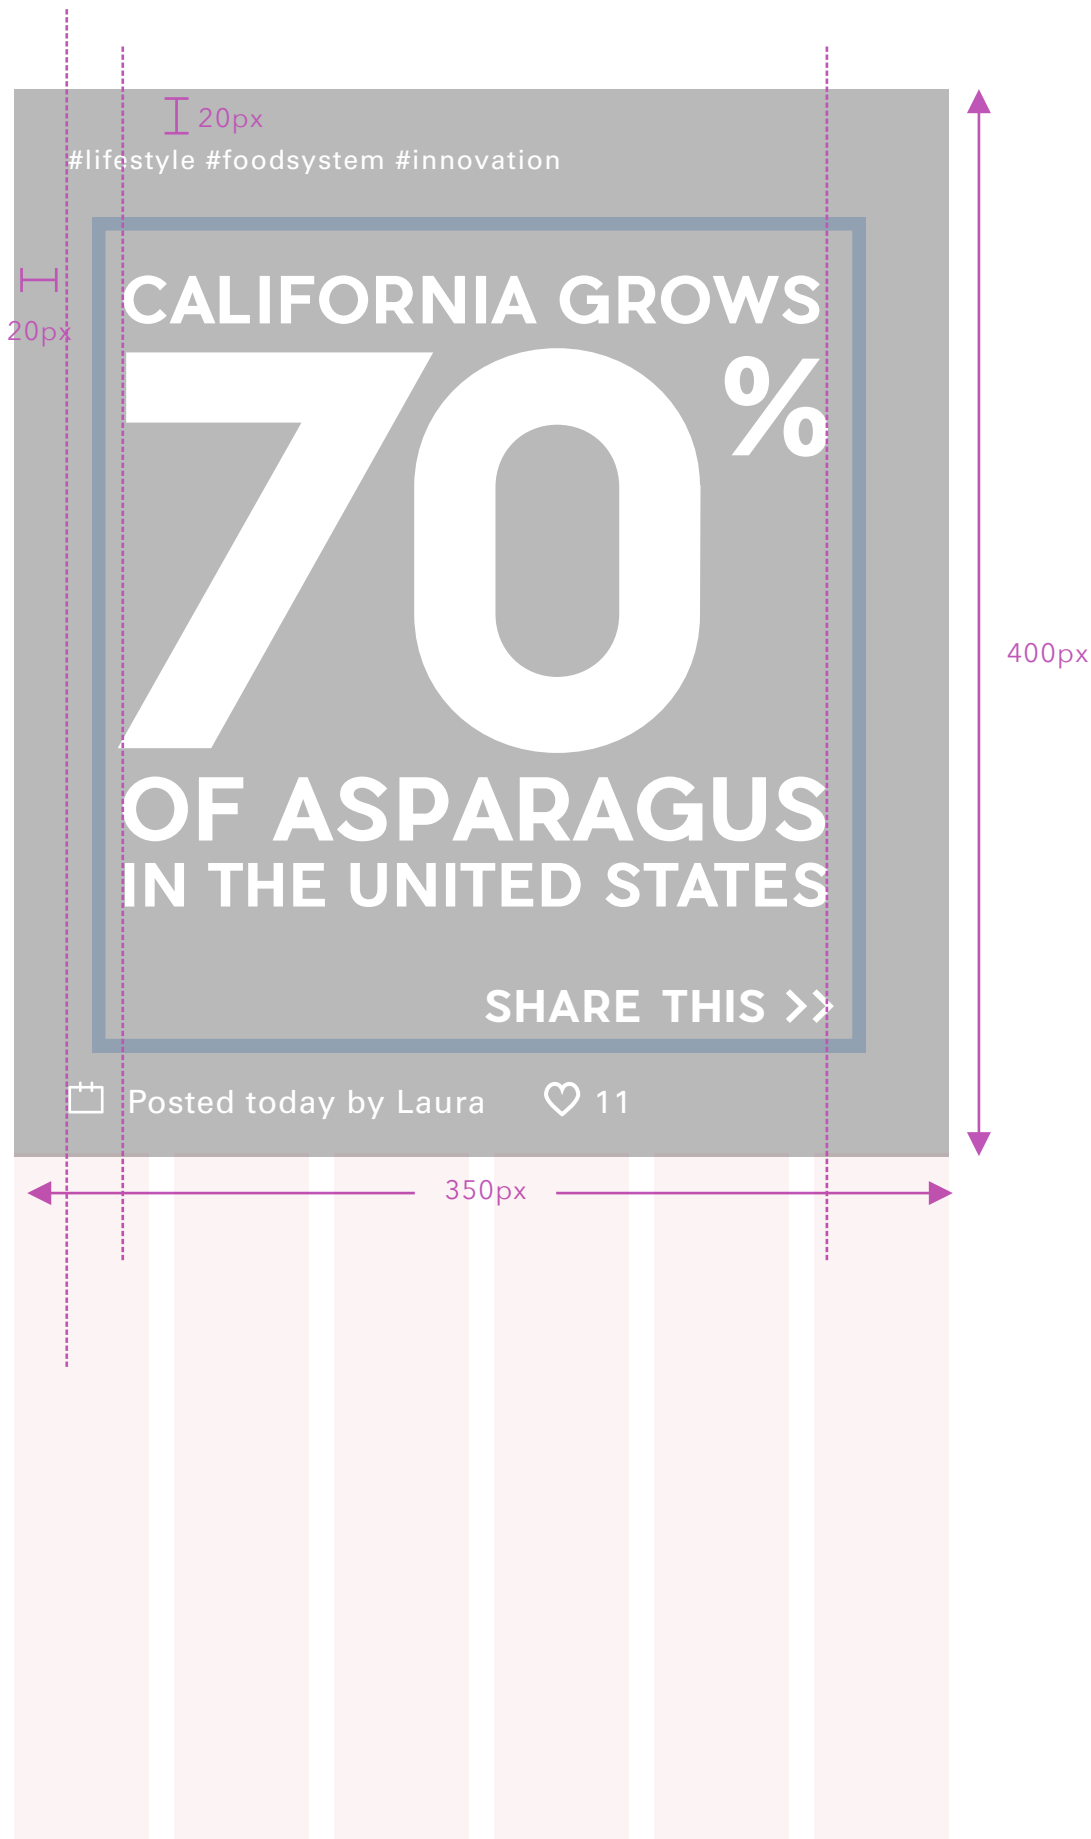 20px
#lifestyle #foodsystem #innovation
20px
CALIFORNIA GROWS
70%
400px
OF ASPARAGUS
IN THE UNITED STATES
SHARE THIS >>
Posted today by Laura 11
350px